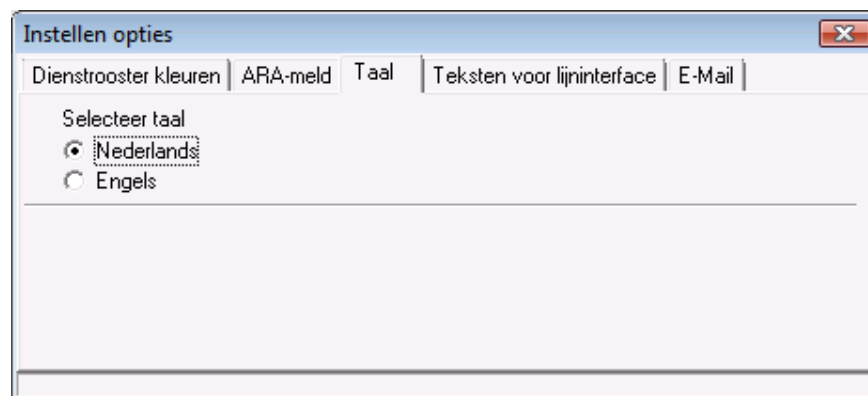 Instellen opties
Dienstrooster kleuren ARA-meld Taal Teksten voor lijninterface E-Mail
Selecteer taal
Nederlands
Engels